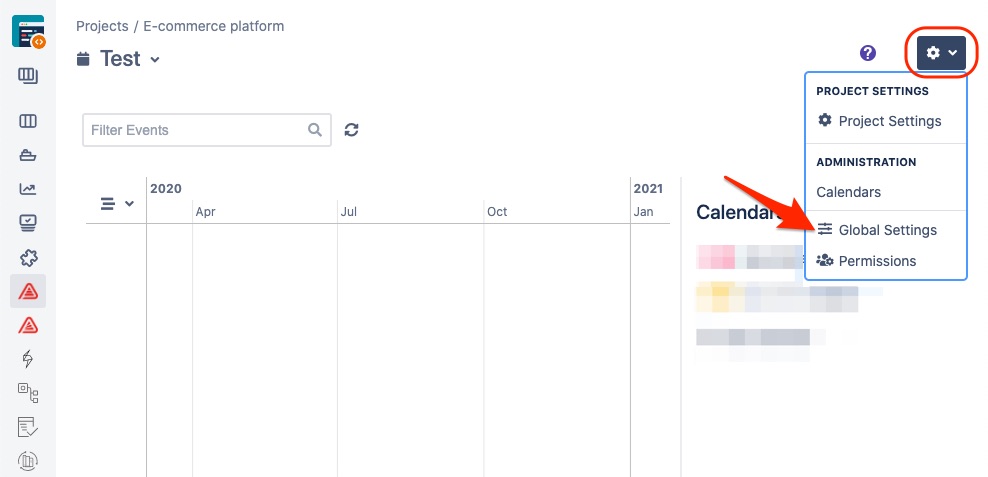 Projects / E-commerce platform
Test
?
PROJECT SETTINGS
Project Settings
ADMINISTRATION
Calendars
Global Settings
Permissions
Filter Events
2020
2021
Apr
Jul
Oct
Jan
Calendars